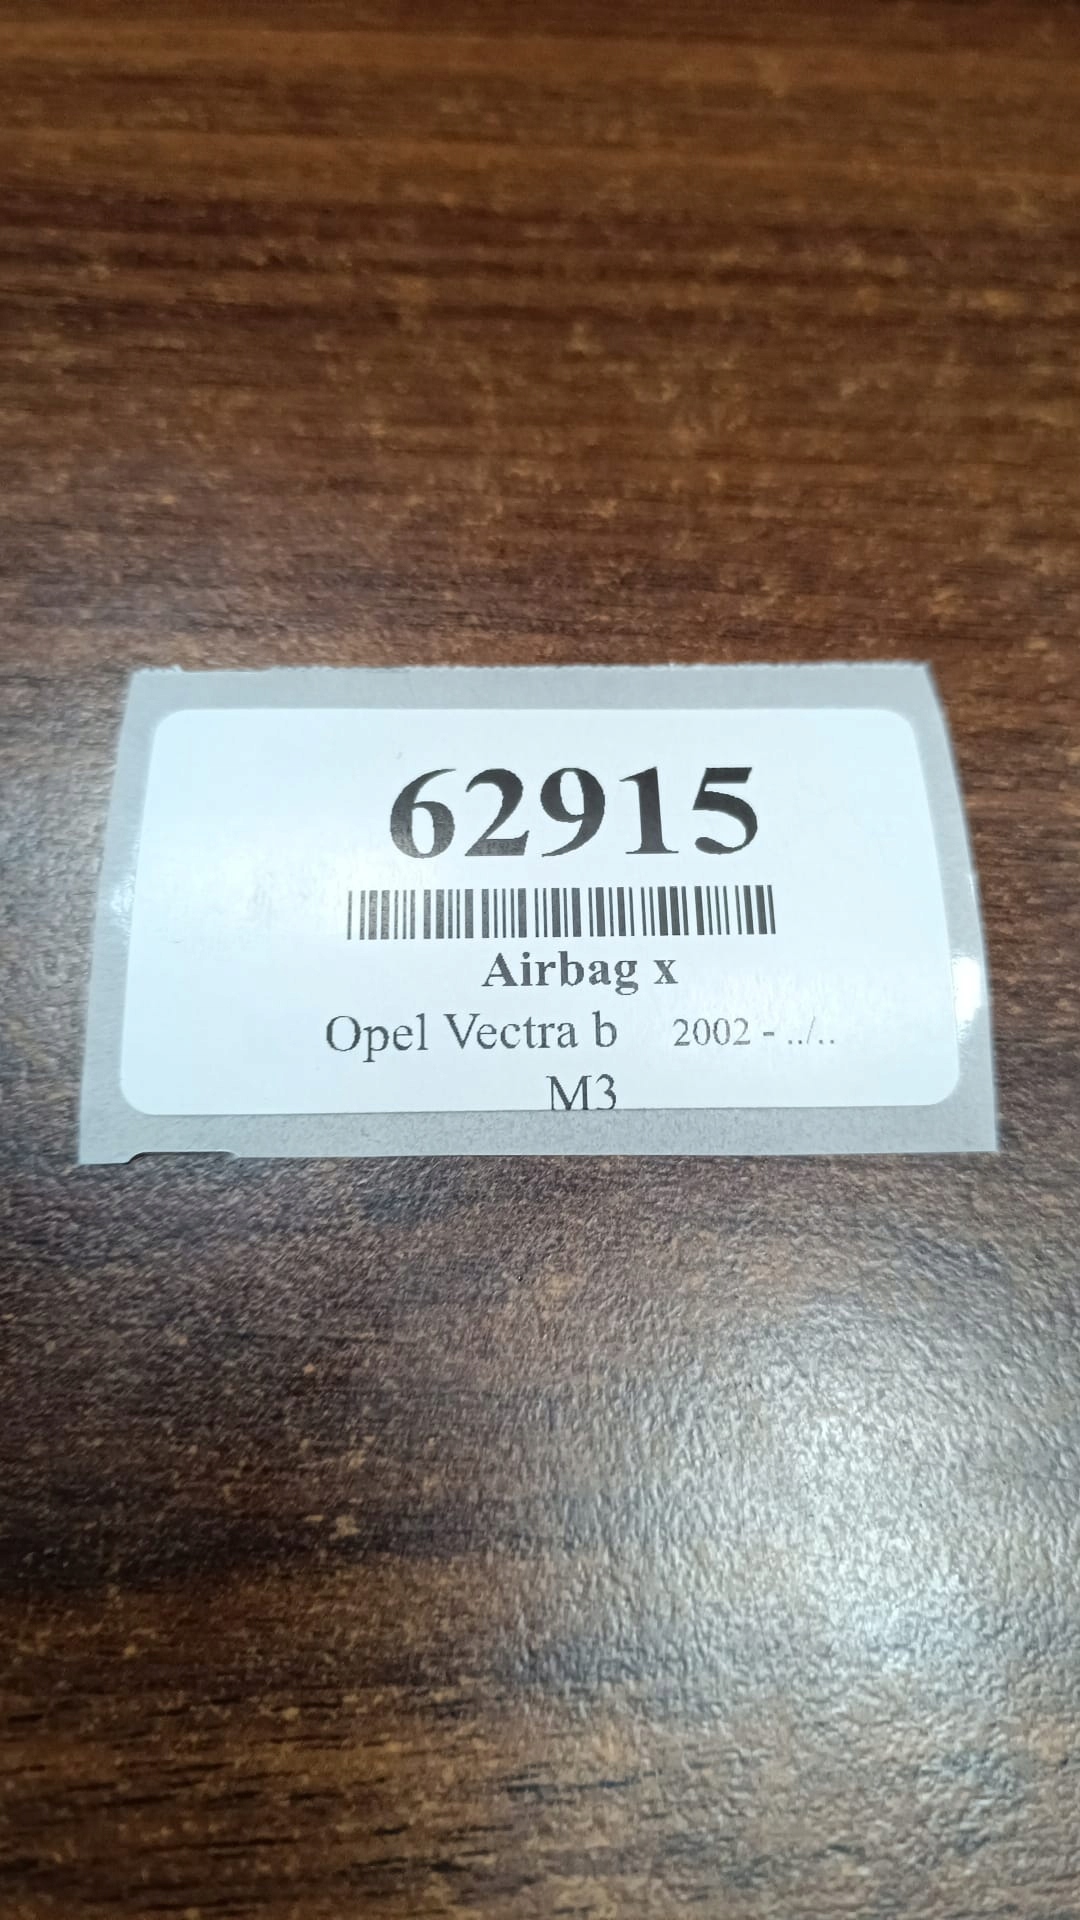 62915
Airbag x
Opel Vectra b 2002 - ../..
M3